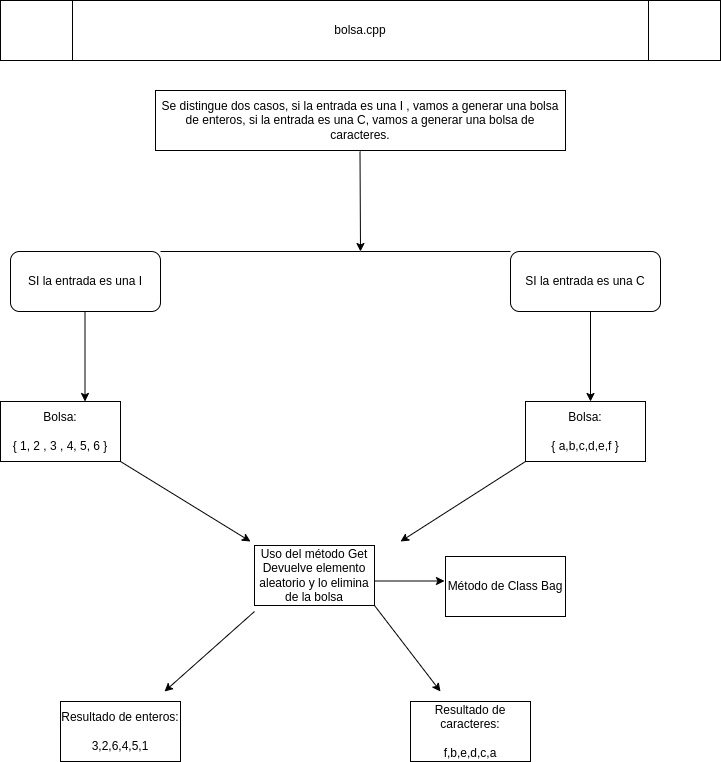 bolsa.cpp
Se distingue dos casos, si la entrada es una I , vamos a generar una bolsa
de enteros, si la entrada es una C, vamos a generar una bolsa de
caracteres.
SI la entrada es una I
SI la entrada es una C
Bolsa:
{ 1, 2 , 3 , 4, 5, 6 }
Bolsa:
{ a,b,c,d,e,f }
Uso del método Get
Devuelve elemento
aleatorio y lo elimina
de la bolsa
Método de Class Bag
Resultado de enteros:
3,2,6,4,5,1
Resultado de
caracteres:
f,b,e,d,c,a